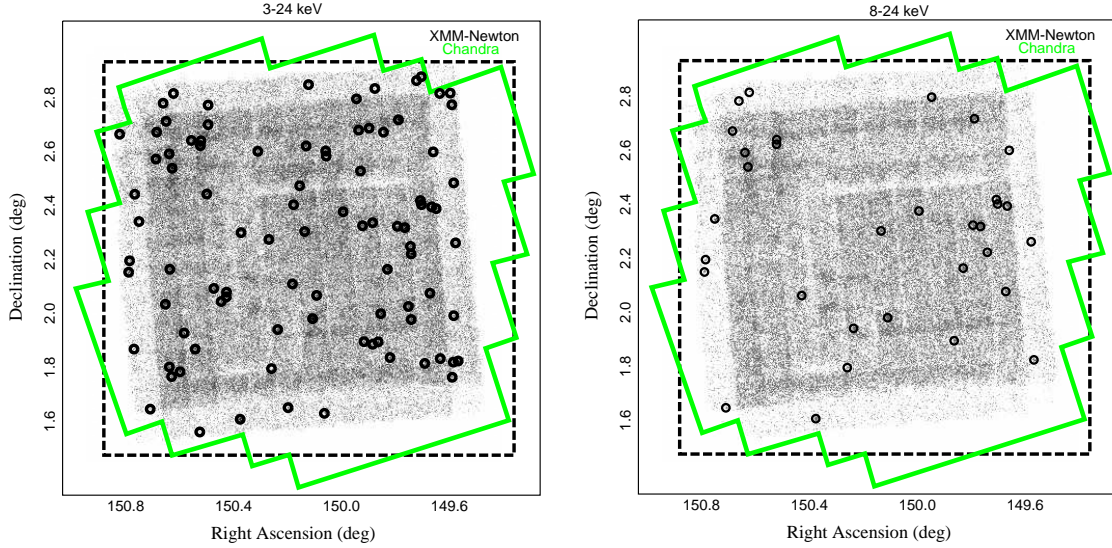 3-24 keV
XMM-Newton
Chandra
2.8
2.6
2.4
2.2
2.0
1.8
1.6
Declination (deg)
150.8
150.4
150.0
149.6
Right Ascension (deg)
8-24 keV
XMM-Newton
Chandra
2.8
2.6
2.4
2.2
2.0
1.8
1.6
Declination (deg)
150.8
150.4
150.0
149.6
Right Ascension (deg)